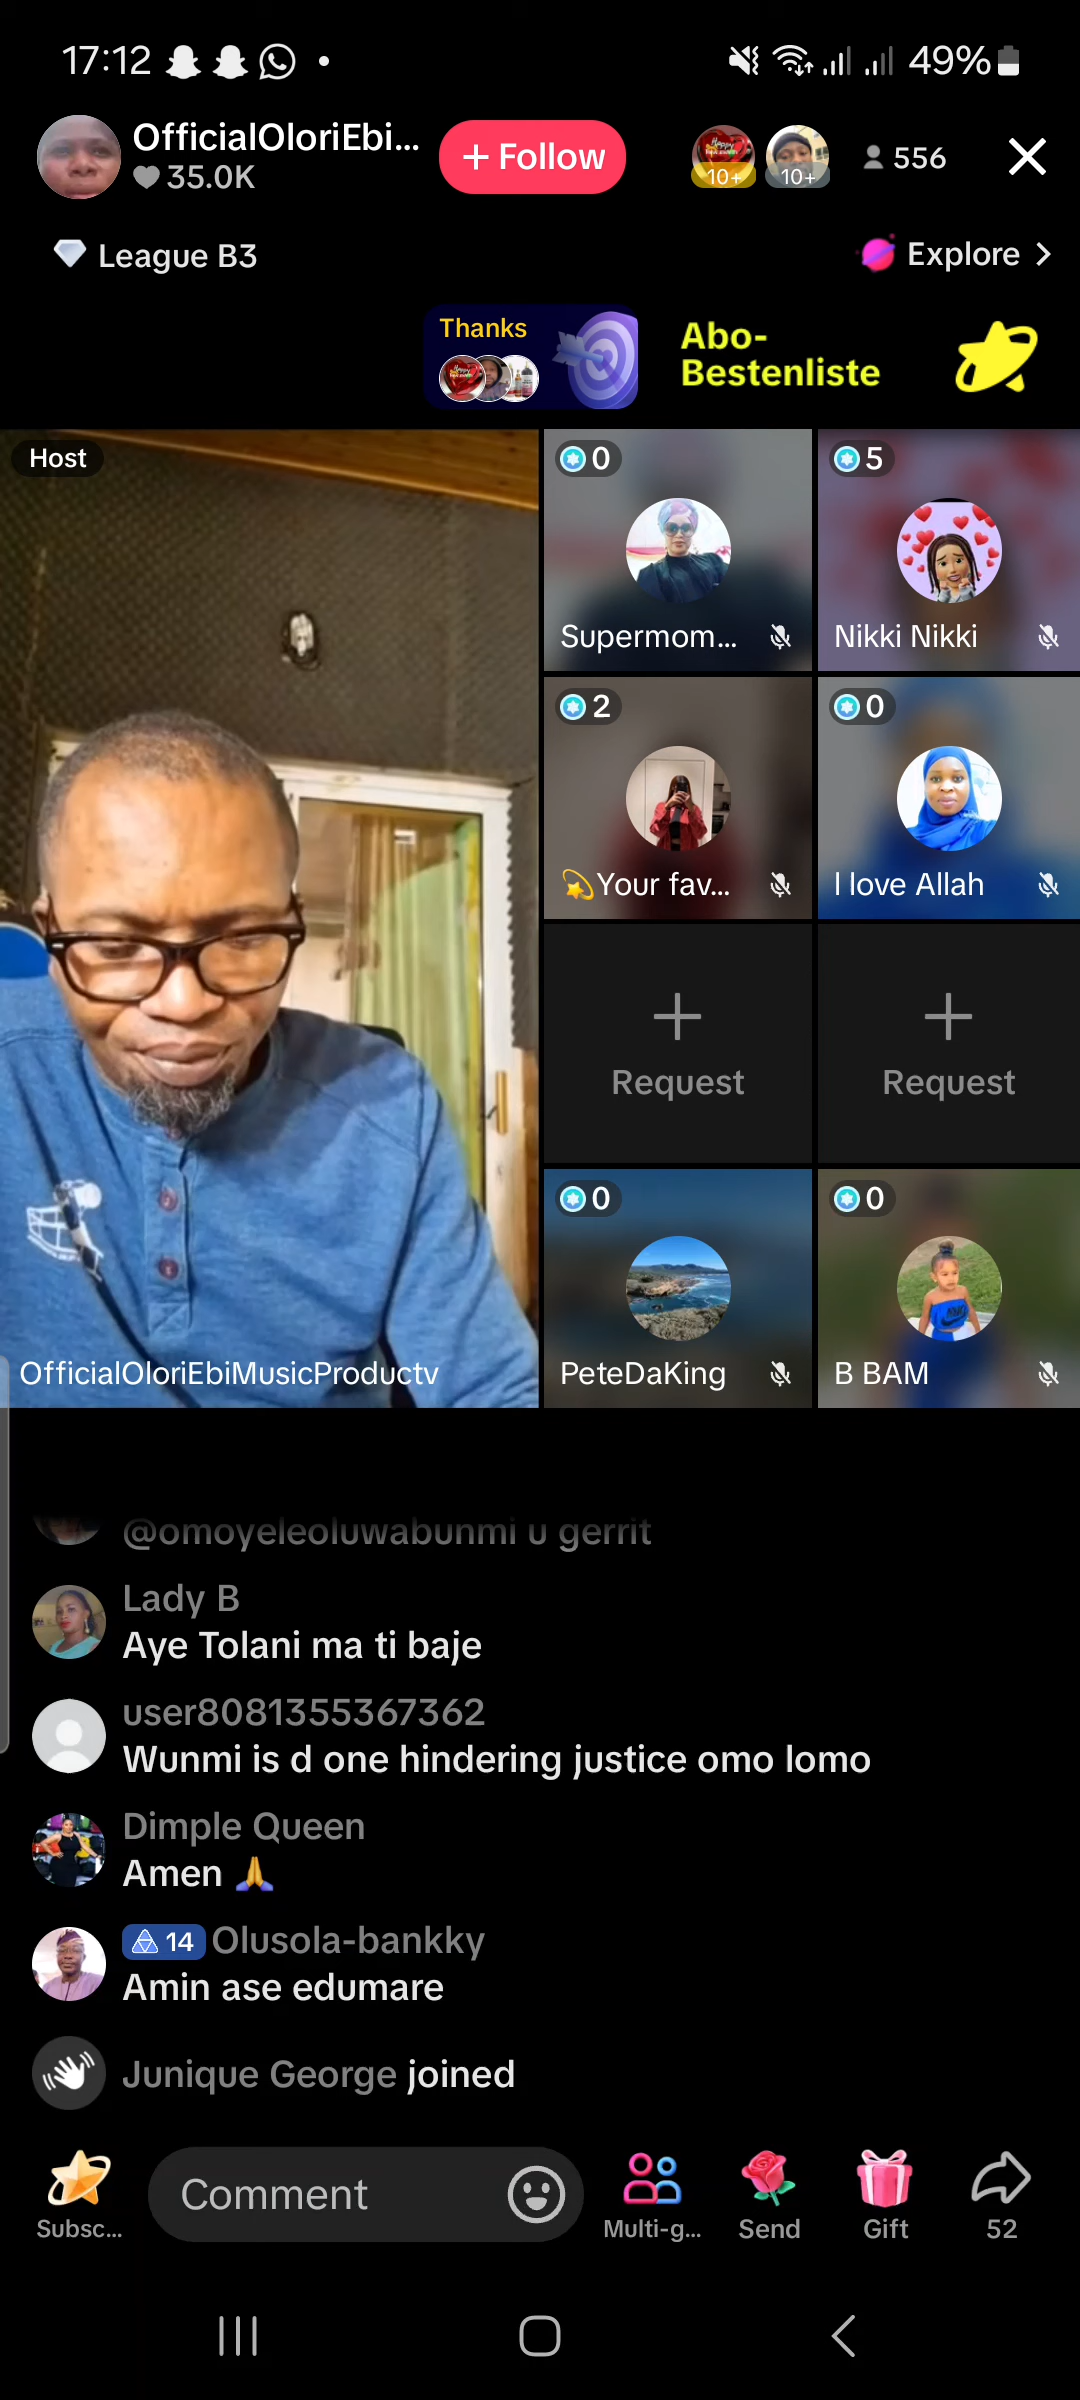 17:12
49%
OfficialOloriEbi...
35.0K
+ Follow
10+
10+
556
League B3
Explore >
Thanks
Abo-
Bestenliste
Host
0
5
Supermom...
Nikki Nikki
2
0
💫Your fav...
I love Allah
Request
Request
0
0
OfficialOloriEbiMusicProductv
PeteDaKing
B BAM
@omoyeleoluwabunmi u gerrit
Lady B
Aye Tolani ma ti baje
user8081355367362
Wunmi is d one hindering justice omo lomo
Dimple Queen
Amen 🙏
14 Olusola-bankky
Amin ase edumare
Junique George joined
Comment
Subsc...
Multi-g...
Send
Gift
52